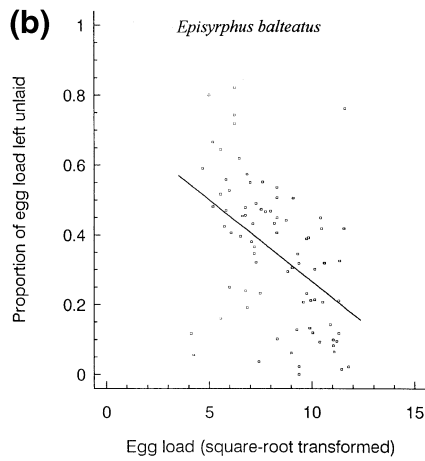 (b)
Episyrphus balteatus
Proportion of egg load left unlaid
1
0.8
0.6
0.4
0.2
0
0 5 10 15
Egg load (square-root transformed)